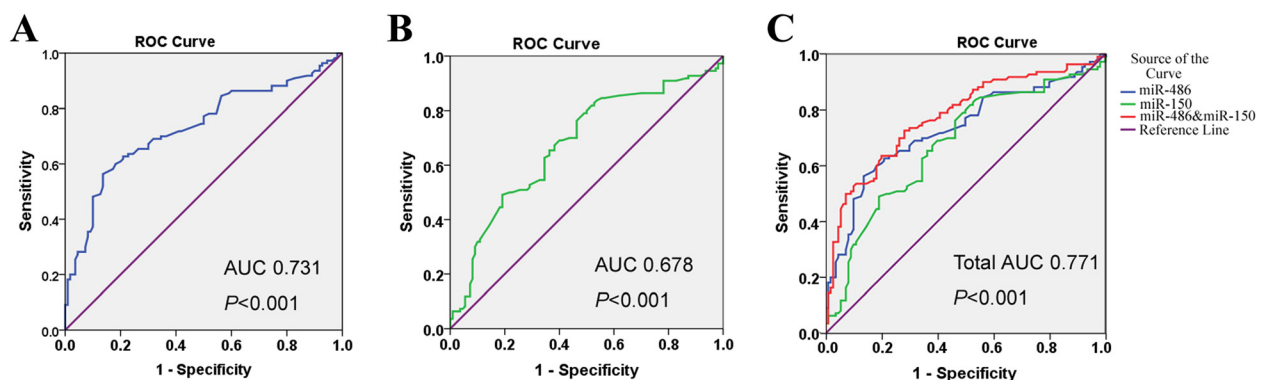 A
ROC Curve
1.0
0.8
0.6
0.4
0.2
0.0
Sensitivity
AUC 0.731
P<0.001
0.0 0.2 0.4 0.6 0.8 1.0
1 - Specificity
B
ROC Curve
1.0
0.8
0.6
0.4
0.2
0.0
Sensitivity
AUC 0.678
P<0.001
0.0 0.2 0.4 0.6 0.8 1.0
1 - Specificity
C
ROC Curve
1.0
0.8
0.6
0.4
0.2
0.0
Sensitivity
Total AUC 0.771
P<0.001
0.0 0.2 0.4 0.6 0.8 1.0
1 - Specificity
Source of the
Curve
miR-486
miR-150
miR-486&miR-150
Reference Line